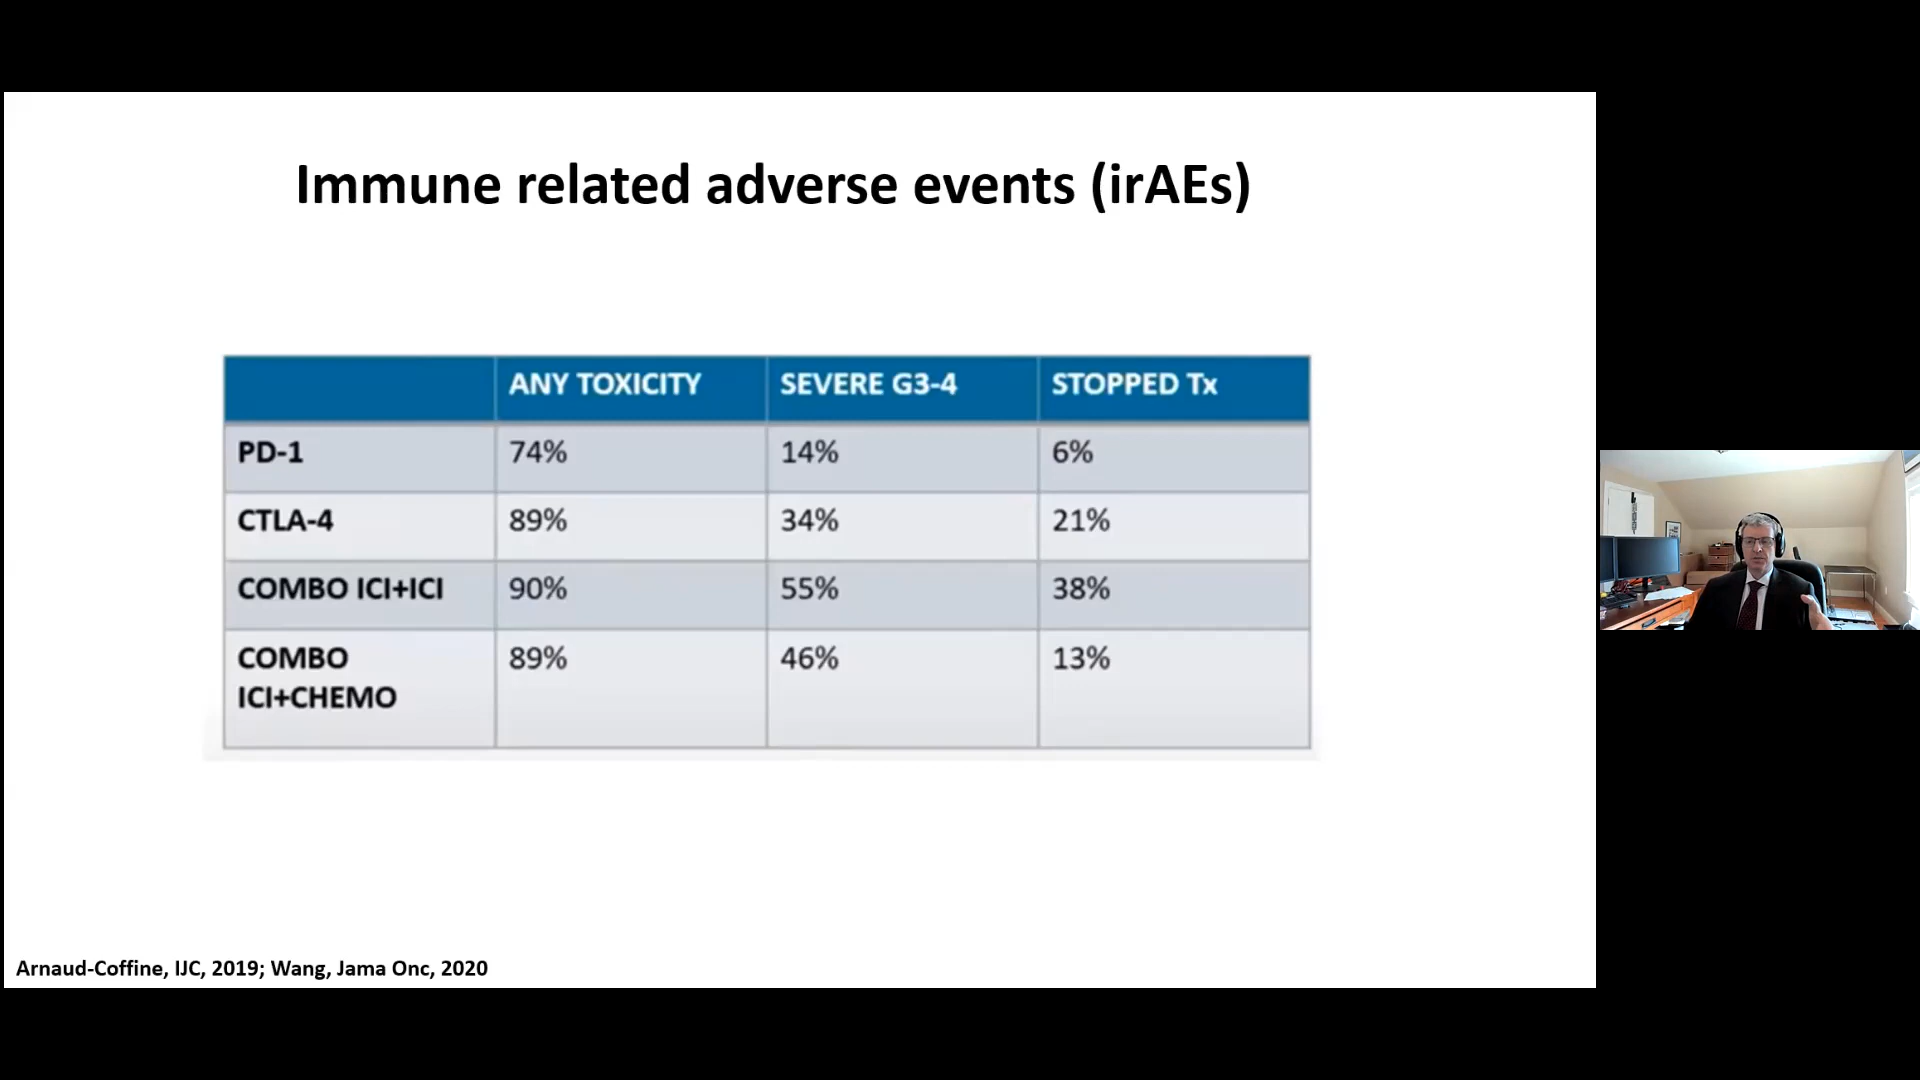 Immune related adverse events (irAEs)
ANY TOXICITY SEVERE G3-4 STOPPED Tx
PD-1 74% 14% 6%
CTLA-4 89% 34% 21%
COMBO ICI+ICI 90% 55% 38%
COMBO 89% 46% 13%
ICI+CHEMO
Arnaud-Coffine, IJC, 2019; Wang, Jama Onc, 2020